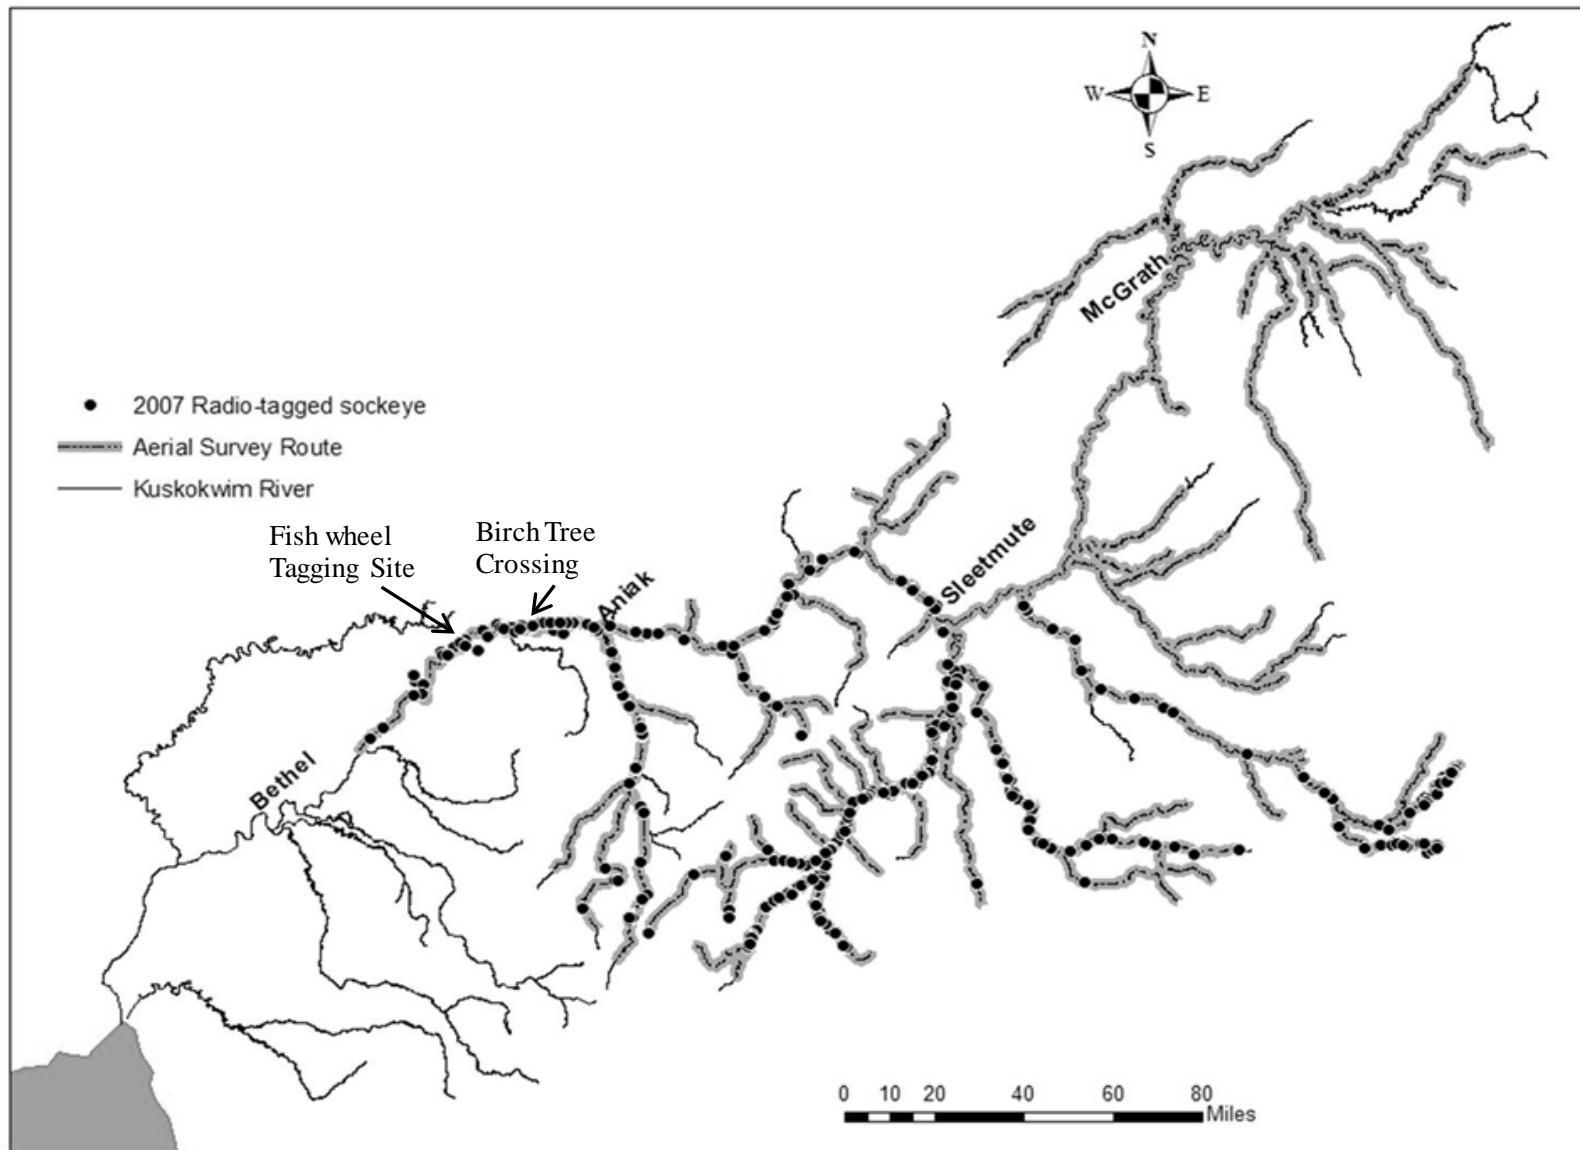 N
W E
S
McGrath
2007 Radio-tagged sockeye
Aerial Survey Route
Kuskokwim River
Fish wheel
Tagging Site
Birch Tree
Crossing
Sleetmute
Aniak
Bethel
0 10 20 40 60 80
Miles